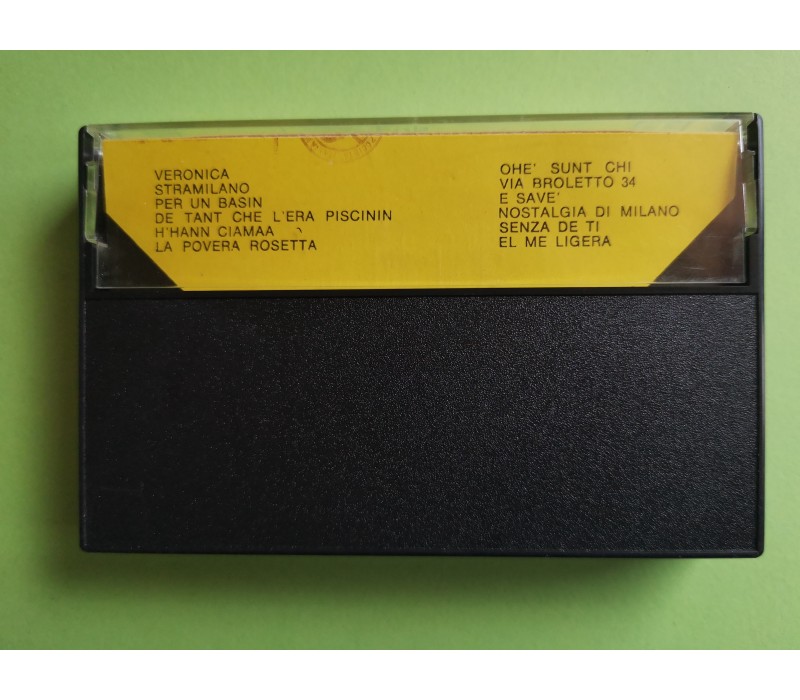 VERONICA
STRAMILANO
PER UN BASIN
DE TANT CHE L'ERA PISCININ
H'HANN CIAMAA
LA POVERA ROSETTA
OHE' SUNT CHI
VIA BROLETTO 34
E SAVE'
NOSTALGIA DI MILANO
SENZA DE TI
EL ME LIGERA